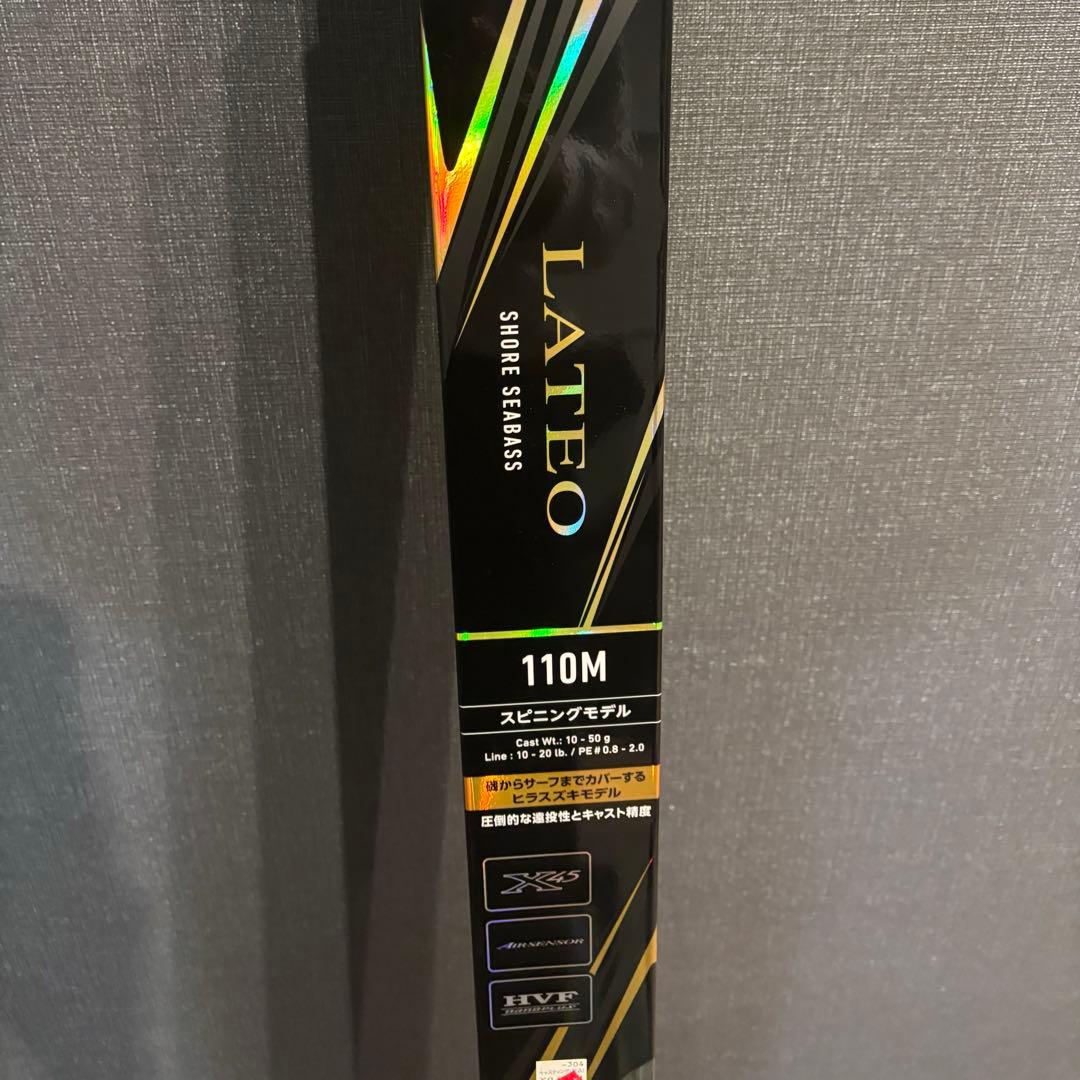 LATEO
SHORE SEABASS
110M
スピニングモデル
Cast Wt.: 10 - 50 g
Line : 10 - 20 lb. / PE#0.8 - 2.0
磯からサーフまでカバーする
ヒラスズキモデル
圧倒的な遠投性とキャスト精度
X45
AIRSENSOR
HVF
NANOPLUS
-304